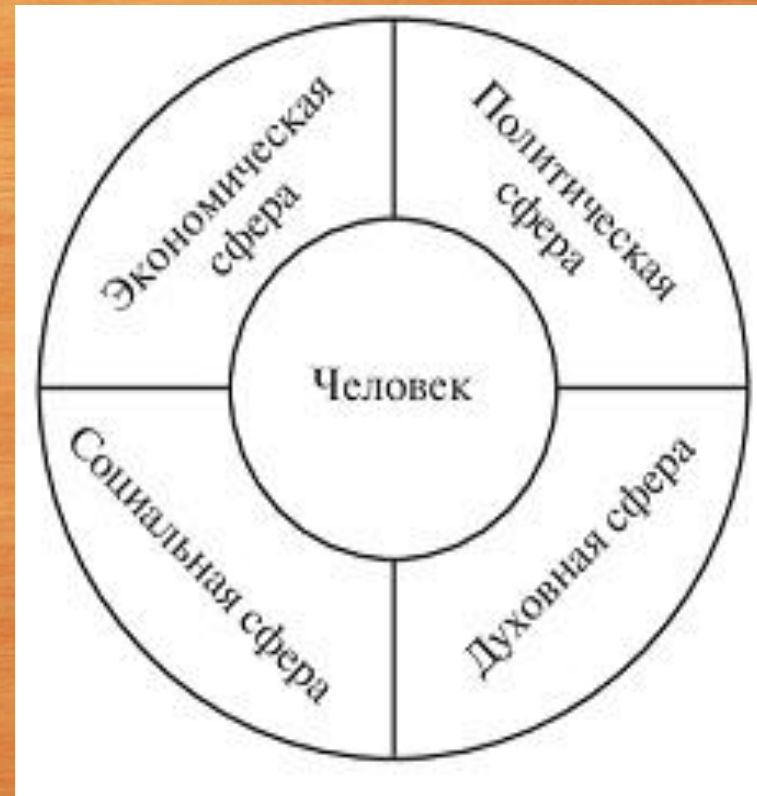 Экономическая
сфера
Политическая
сфера
Человек
Социальная сфера
Духовная сфера